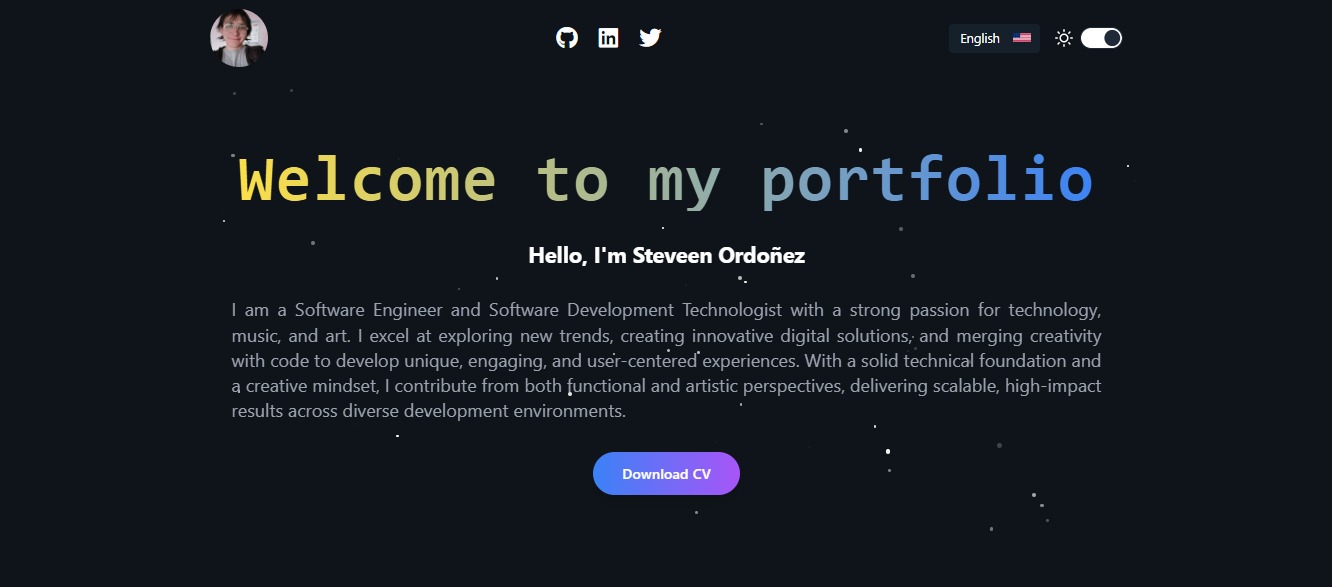 English
Welcome to my portfolio
Hello, I'm Steveen Ordoñez
I am a Software Engineer and Software Development Technologist with a strong passion for technology,
music, and art. I excel at exploring new trends, creating innovative digital solutions, and merging creativity
with code to develop unique, engaging, and user-centered experiences. With a solid technical foundation and
a creative mindset, I contribute from both functional and artistic perspectives, delivering scalable, high-impact
results across diverse development environments.
Download CV